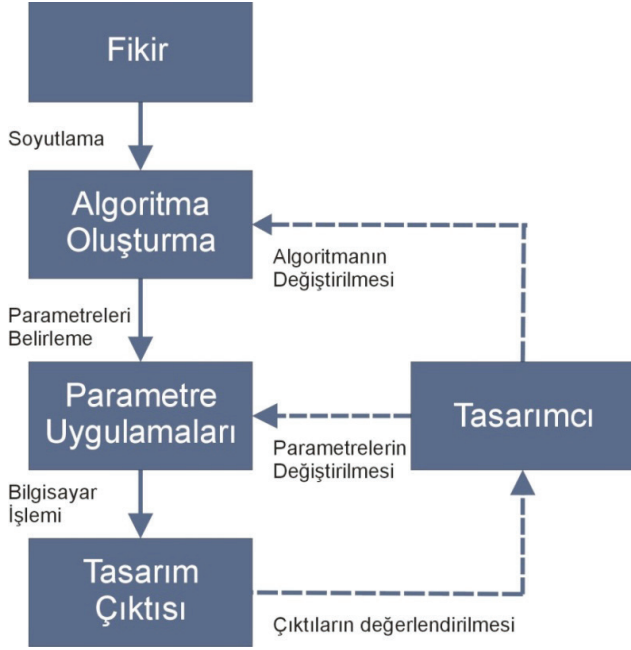 Fikir
Soyutlama
Algoritma
Oluşturma
Algoritmanın
Değiştirilmesi
Parametreleri
Belirleme
Parametre
Uygulamaları
Tasarımcı
Parametrelerin
Değiştirilmesi
Bilgisayar
İşlemi
Tasarım
Çıktısı
Çıktıların değerlendirilmesi